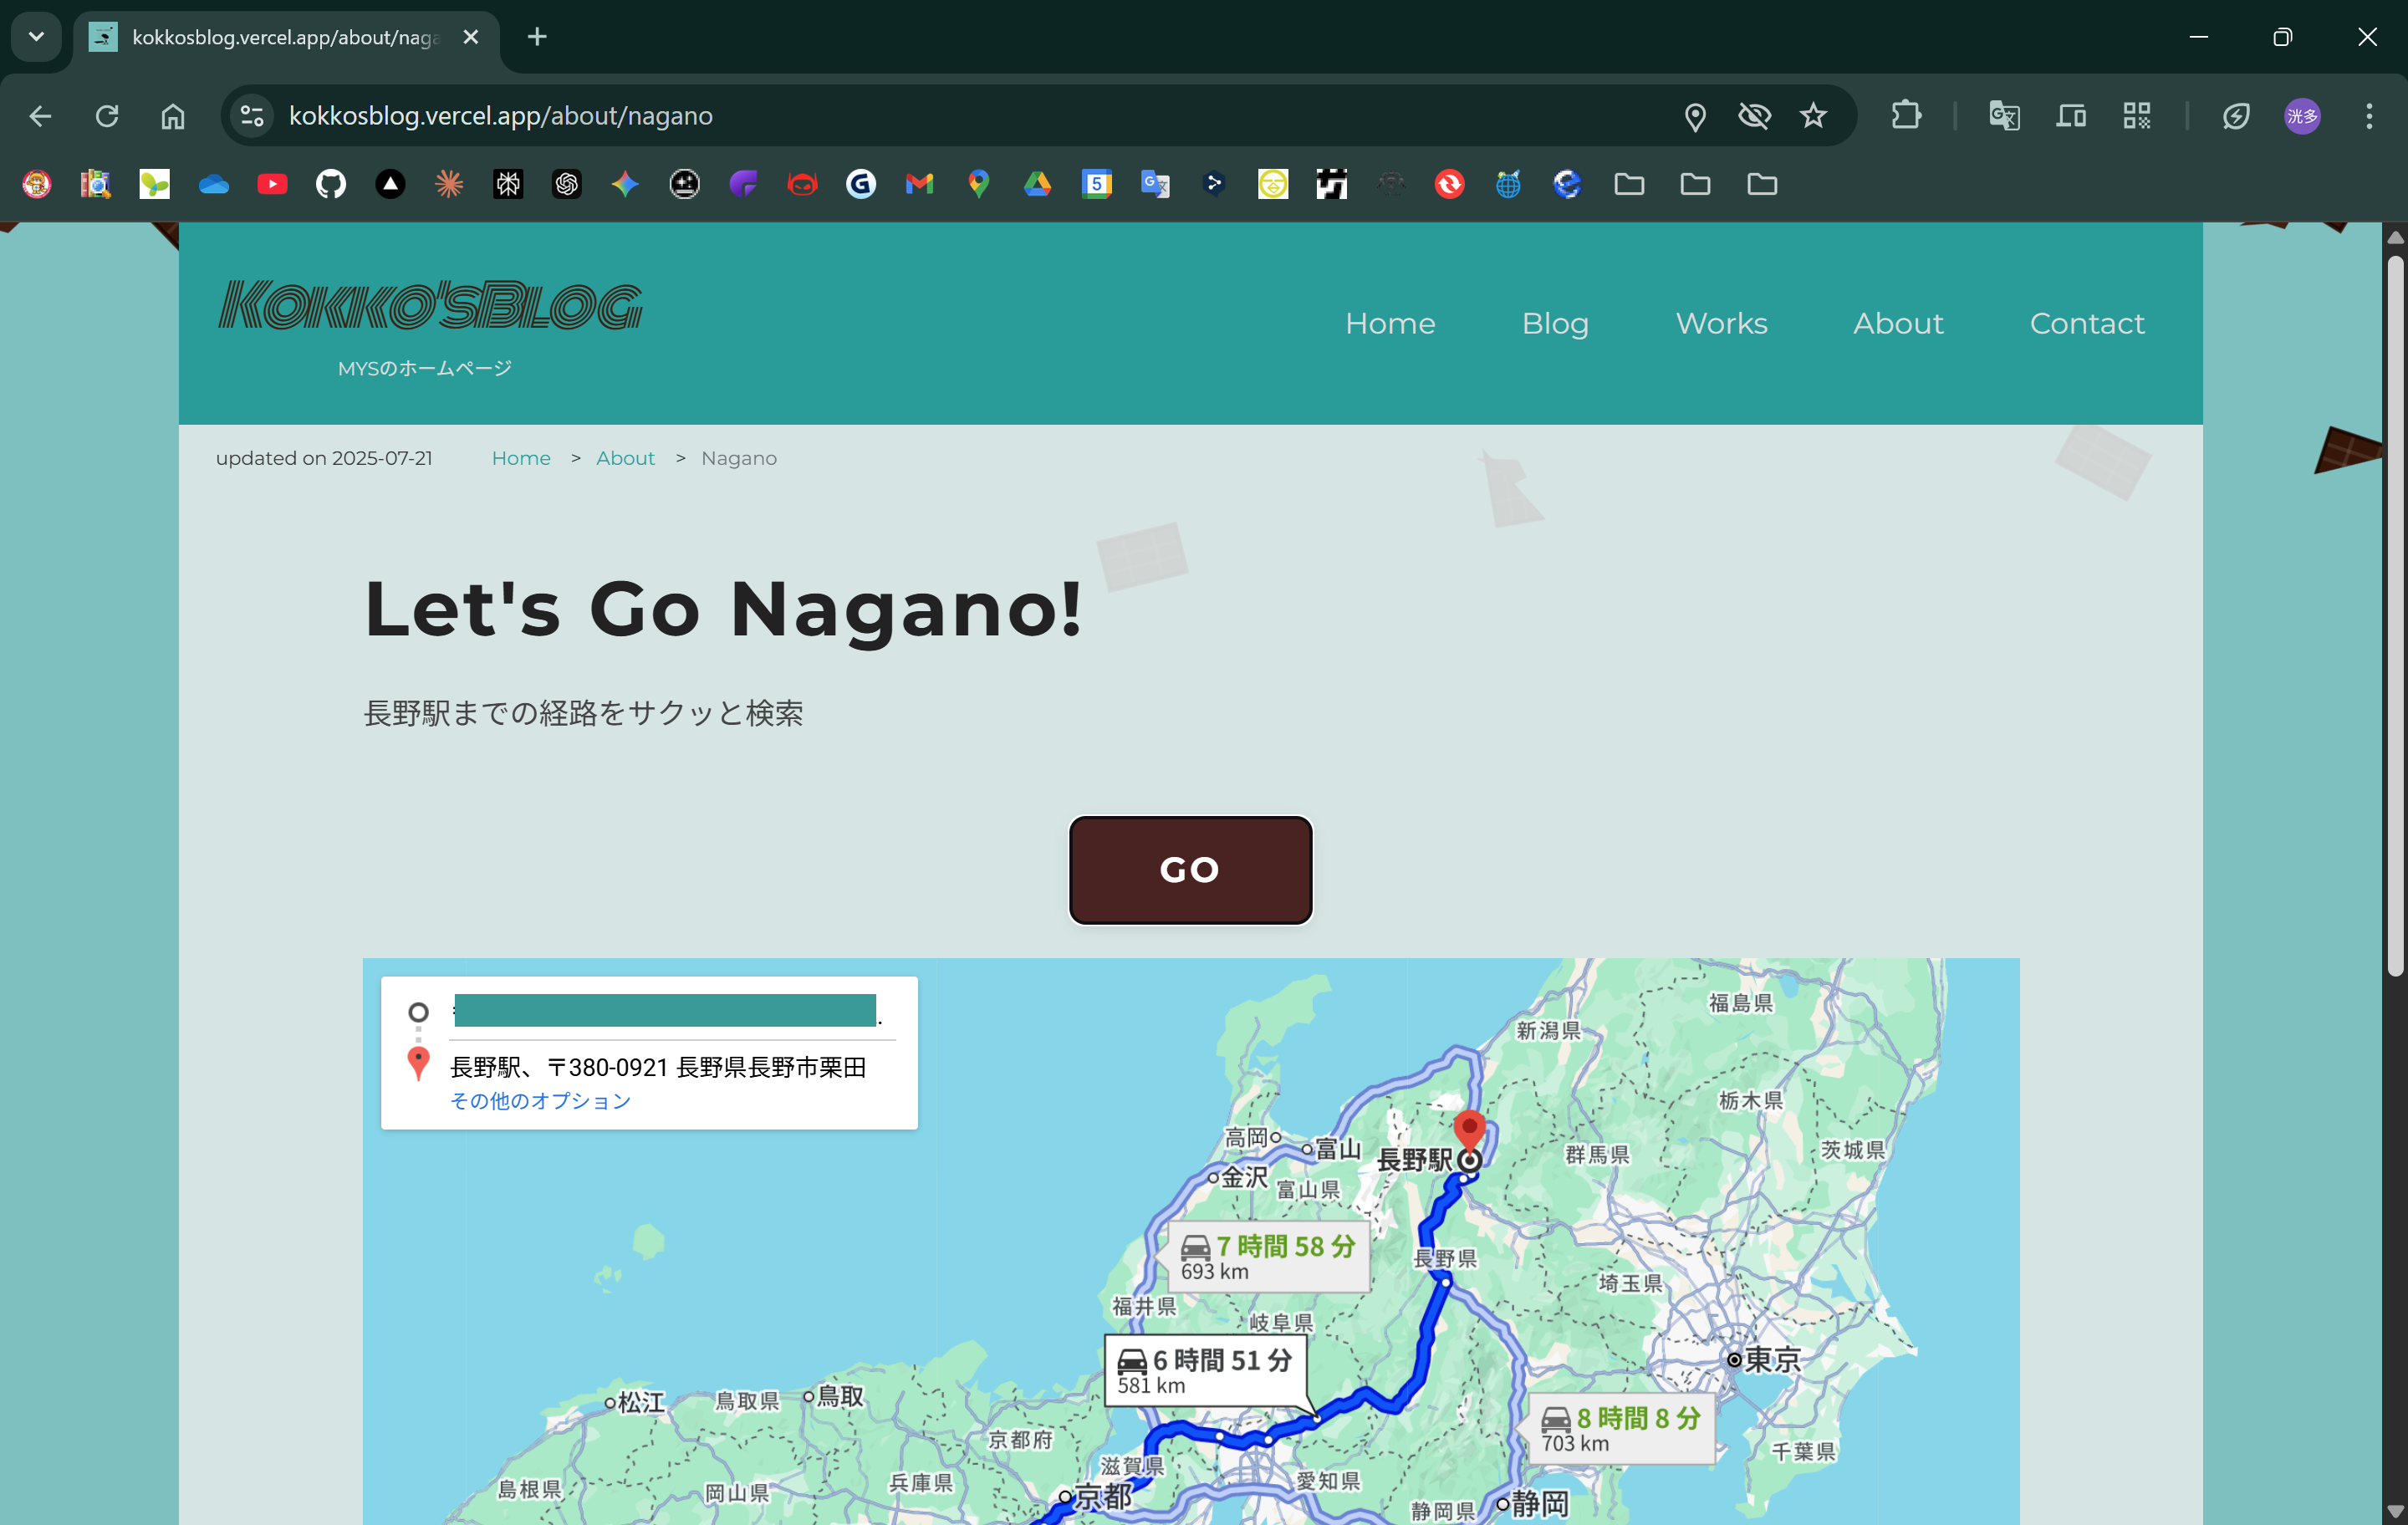 kokkosblog.vercel.app/about/naga
kokkosblog.vercel.app/about/nagano
洸多
5
Kokko'sBlog
MYSのホームページ
Home
Blog
Works
About
Contact
updated on 2025-07-21
Home > About > Nagano
Let's Go Nagano!
長野駅までの経路をサクッと検索
GO
長野駅、〒380-0921 長野県長野市栗田
その他のオプション
福島県
新潟県
栃木県
高岡
富山
長野駅
群馬県
茨城県
金沢
富山県
7 時間 58 分
693 km
長野県
埼玉県
福井県
岐阜県
6 時間 51 分
581 km
東京
松江
鳥取県
鳥取
8 時間 8 分
703 km
京都府
千葉県
滋賀県
島根県
岡山県
兵庫県
京都
愛知県
静岡県
静岡